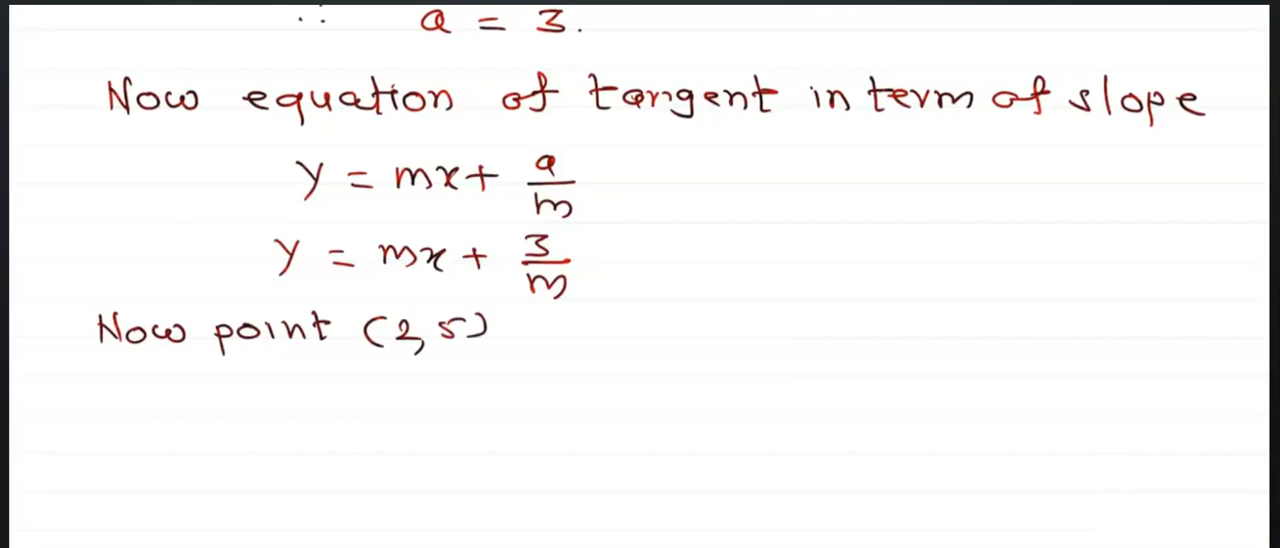 ∵ a = 3.
Now equation of tangent in term of slope
y = mx + a/m
y = mx + 3/m
Now point (2,5)